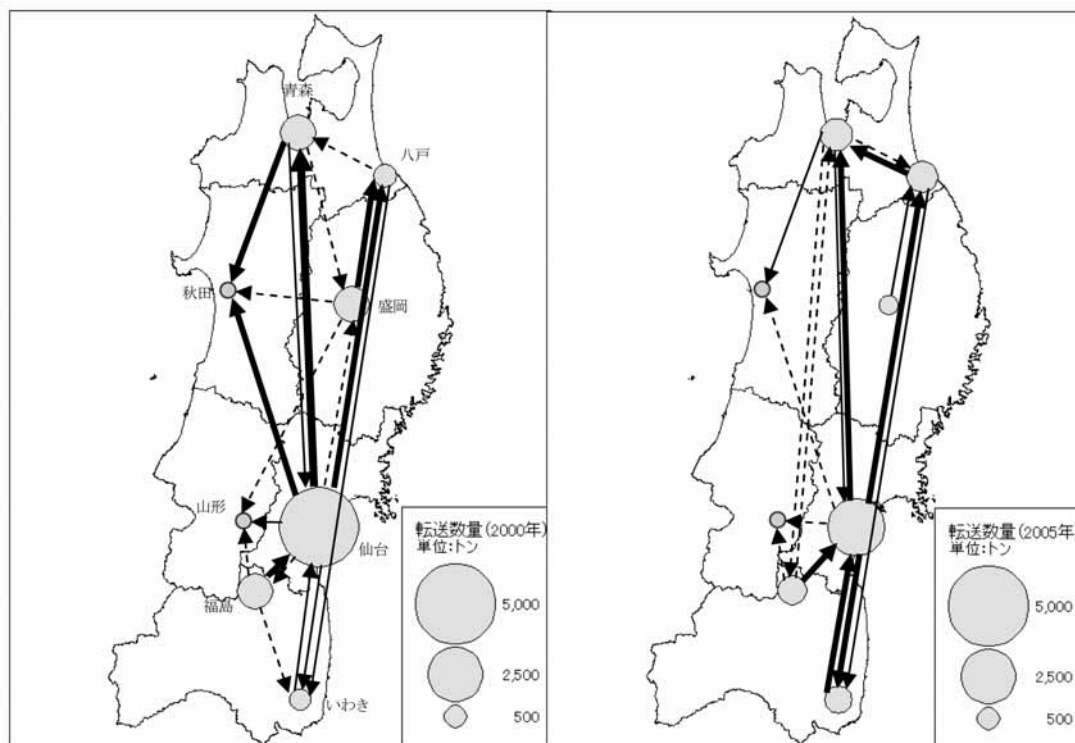 青森
八戸
秋田
盛岡
山形
仙台
福島
いわき
転送数量(2000年)
単位:トン
5,000
2,500
500
転送数量(2005年)
単位:トン
5,000
2,500
500